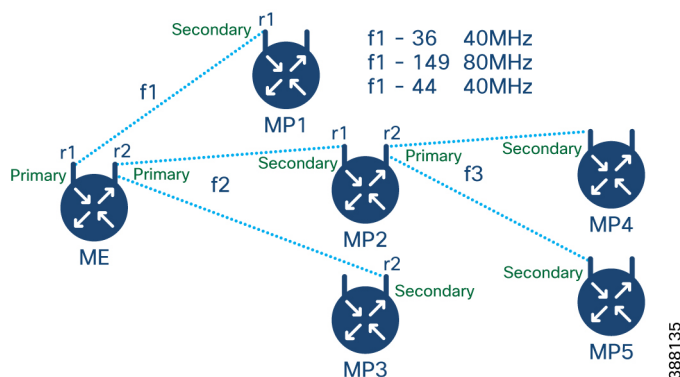 r1
Secondary
f1 - 36 40MHz
f1 - 149 80MHz
f1 - 44 40MHz
f1
MP1
r1 r2
r1 r2
Primary Primary
Secondary
Primary
Secondary
f2
f3
ME
MP2
MP4
r2
Secondary
Secondary
MP3
MP5
388135